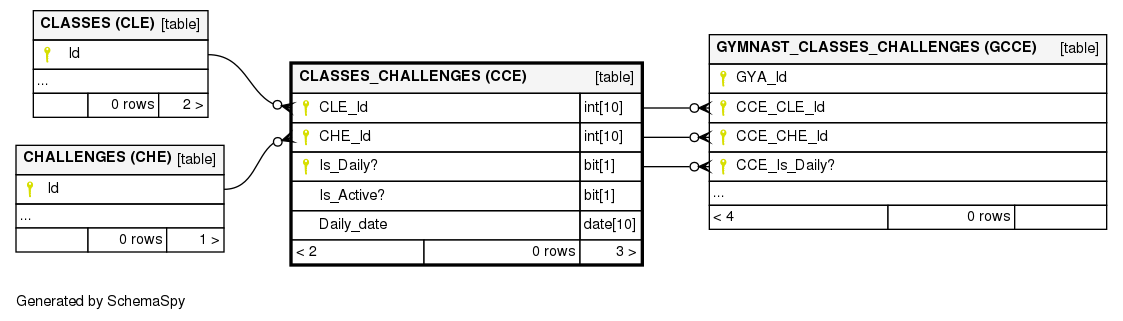 CLASSES (CLE) [table]
Id
...
0 rows 2 >
CHALLENGES (CHE) [table]
Id
...
0 rows 1 >
CLASSES_CHALLENGES (CCE) [table]
CLE_Id int[10]
CHE_Id int[10]
Is_Daily? bit[1]
Is_Active? bit[1]
Daily_date date[10]
< 2 0 rows 3 >
GYMNAST_CLASSES_CHALLENGES (GCCE) [table]
GYA_Id
CCE_CLE_Id
CCE_CHE_Id
CCE_Is_Daily?
...
< 4 0 rows
Generated by SchemaSpy